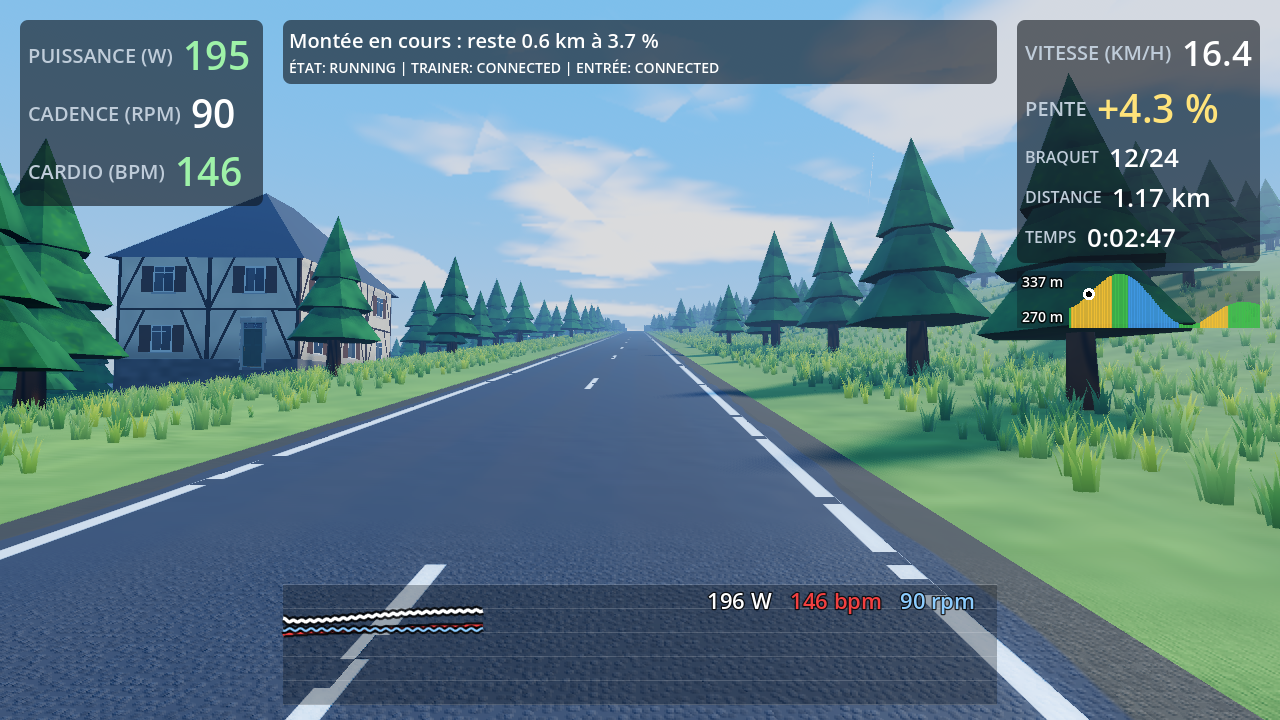 PUISSANCE (W) 195
CADENCE (RPM) 90
CARDIO (BPM) 146
Montée en cours : reste 0.6 km à 3.7 %
ÉTAT: RUNNING | TRAINER: CONNECTED | ENTRÉE: CONNECTED
VITESSE (KM/H) 16.4
PENTE +4.3 %
BRAQUET 12/24
DISTANCE 1.17 km
TEMPS 0:02:47
337 m
270 m
196 W 146 bpm 90 rpm